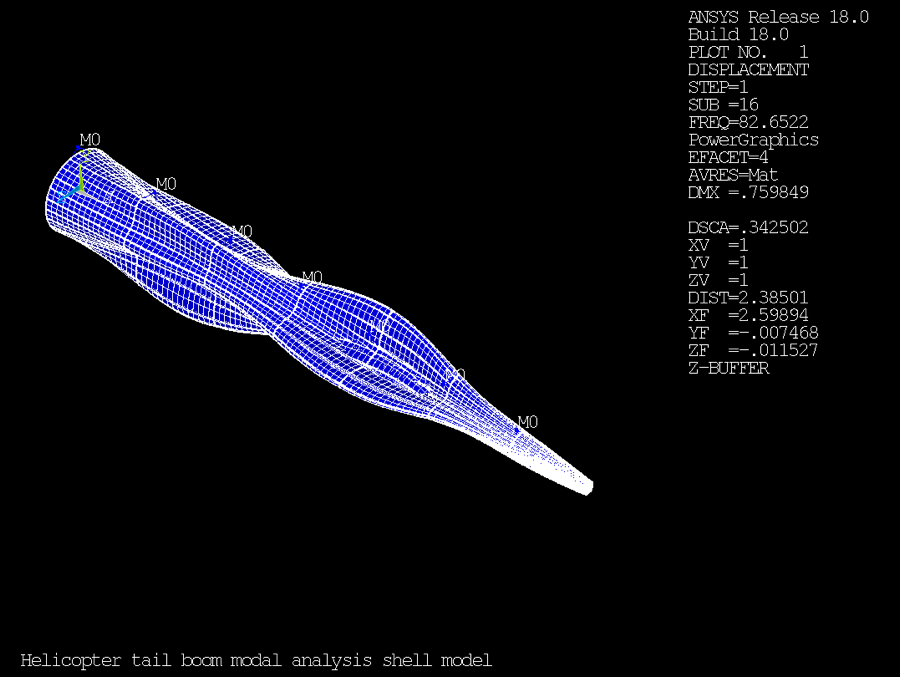 ANSYS Release 18.0
Build 18.0
PLOT NO.   1
DISPLACEMENT
STEP=1
SUB =16
FREQ=82.6522
PowerGraphics
EFACET=4
AVRES=Mat
DMX =.759849
DSCA=.342502
XV  =1
YV  =1
ZV  =1
DIST=2.38501
XF  =2.59894
YF  =-.007468
ZF  =-.011527
Z-BUFFER
M0
M0
M0
M0
M0
M0
M0
Helicopter tail boom modal analysis shell model